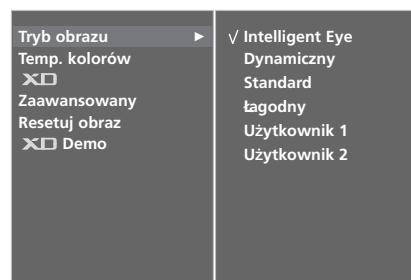 Tryb obrazu ►
Temp. kolorów
XD
Zaawansowany
Resetuj obraz
XD Demo
√ Intelligent Eye
Dynamiczny
Standard
Łagodny
Użytkownik 1
Użytkownik 2